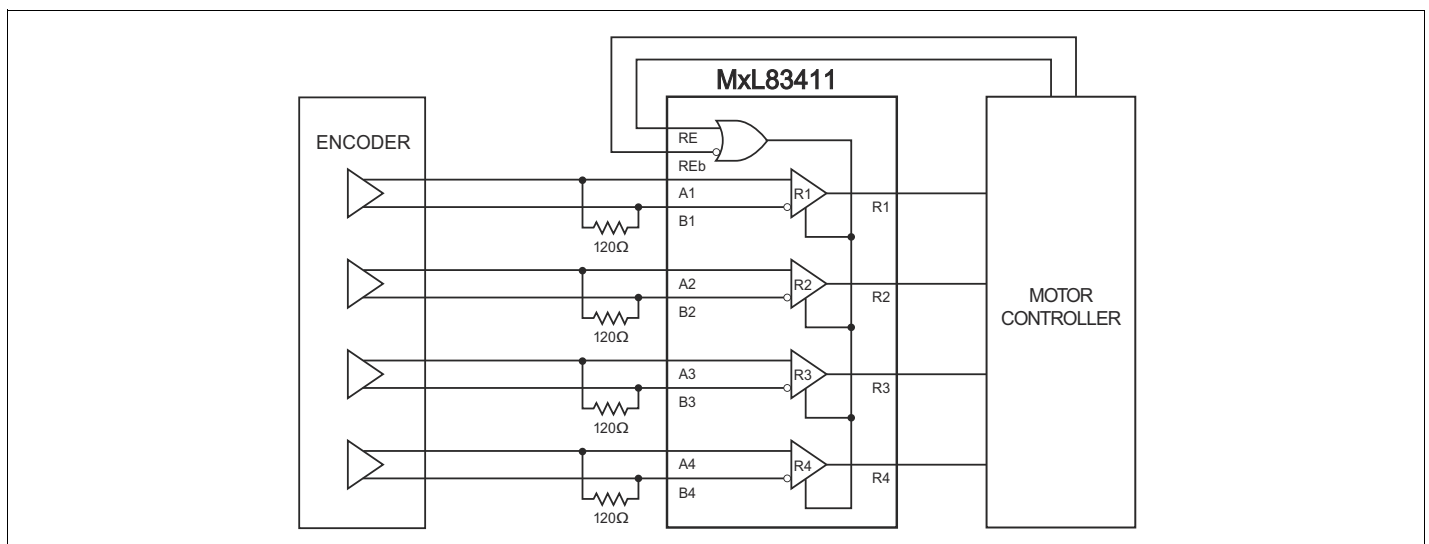 MxL83411
ENCODER
RE
REb
A1
R1
R1
B1
120Ω
A2
R2
R2
B2
120Ω
MOTOR
CONTROLLER
A3
R3
R3
B3
120Ω
A4
R4
R4
B4
120Ω